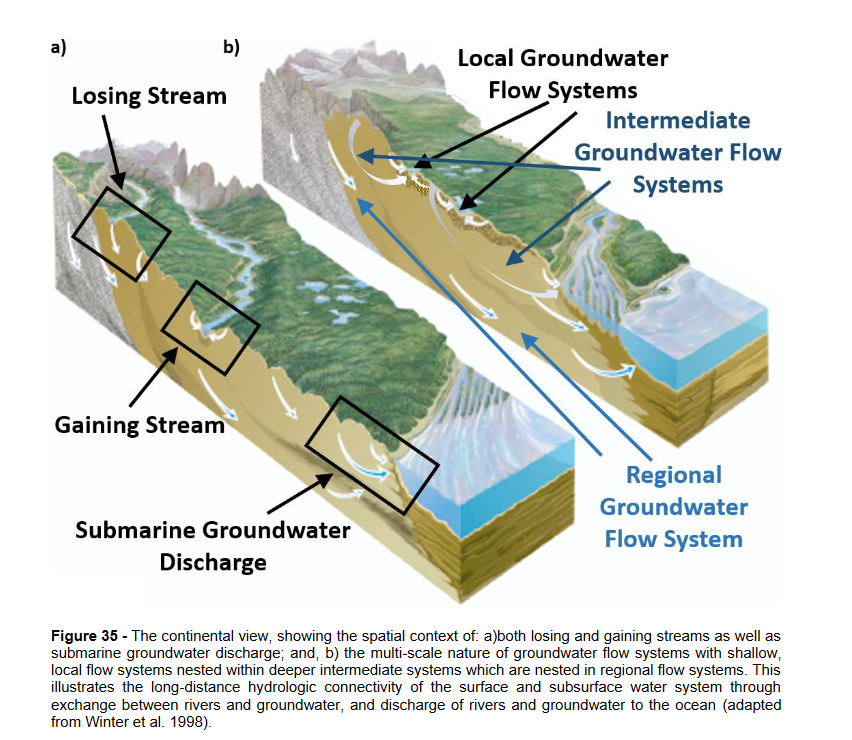 a)
b)
Losing Stream
Local Groundwater
Flow Systems
Intermediate
Groundwater Flow
Systems
Gaining Stream
Submarine Groundwater
Discharge
Regional
Groundwater
Flow System
Figure 35 - The continental view, showing the spatial context of: a)both losing and gaining streams as well as
submarine groundwater discharge; and, b) the multi-scale nature of groundwater flow systems with shallow,
local flow systems nested within deeper intermediate systems which are nested in regional flow systems. This
illustrates the long-distance hydrologic connectivity of the surface and subsurface water system through
exchange between rivers and groundwater, and discharge of rivers and groundwater to the ocean (adapted
from Winter et al. 1998).